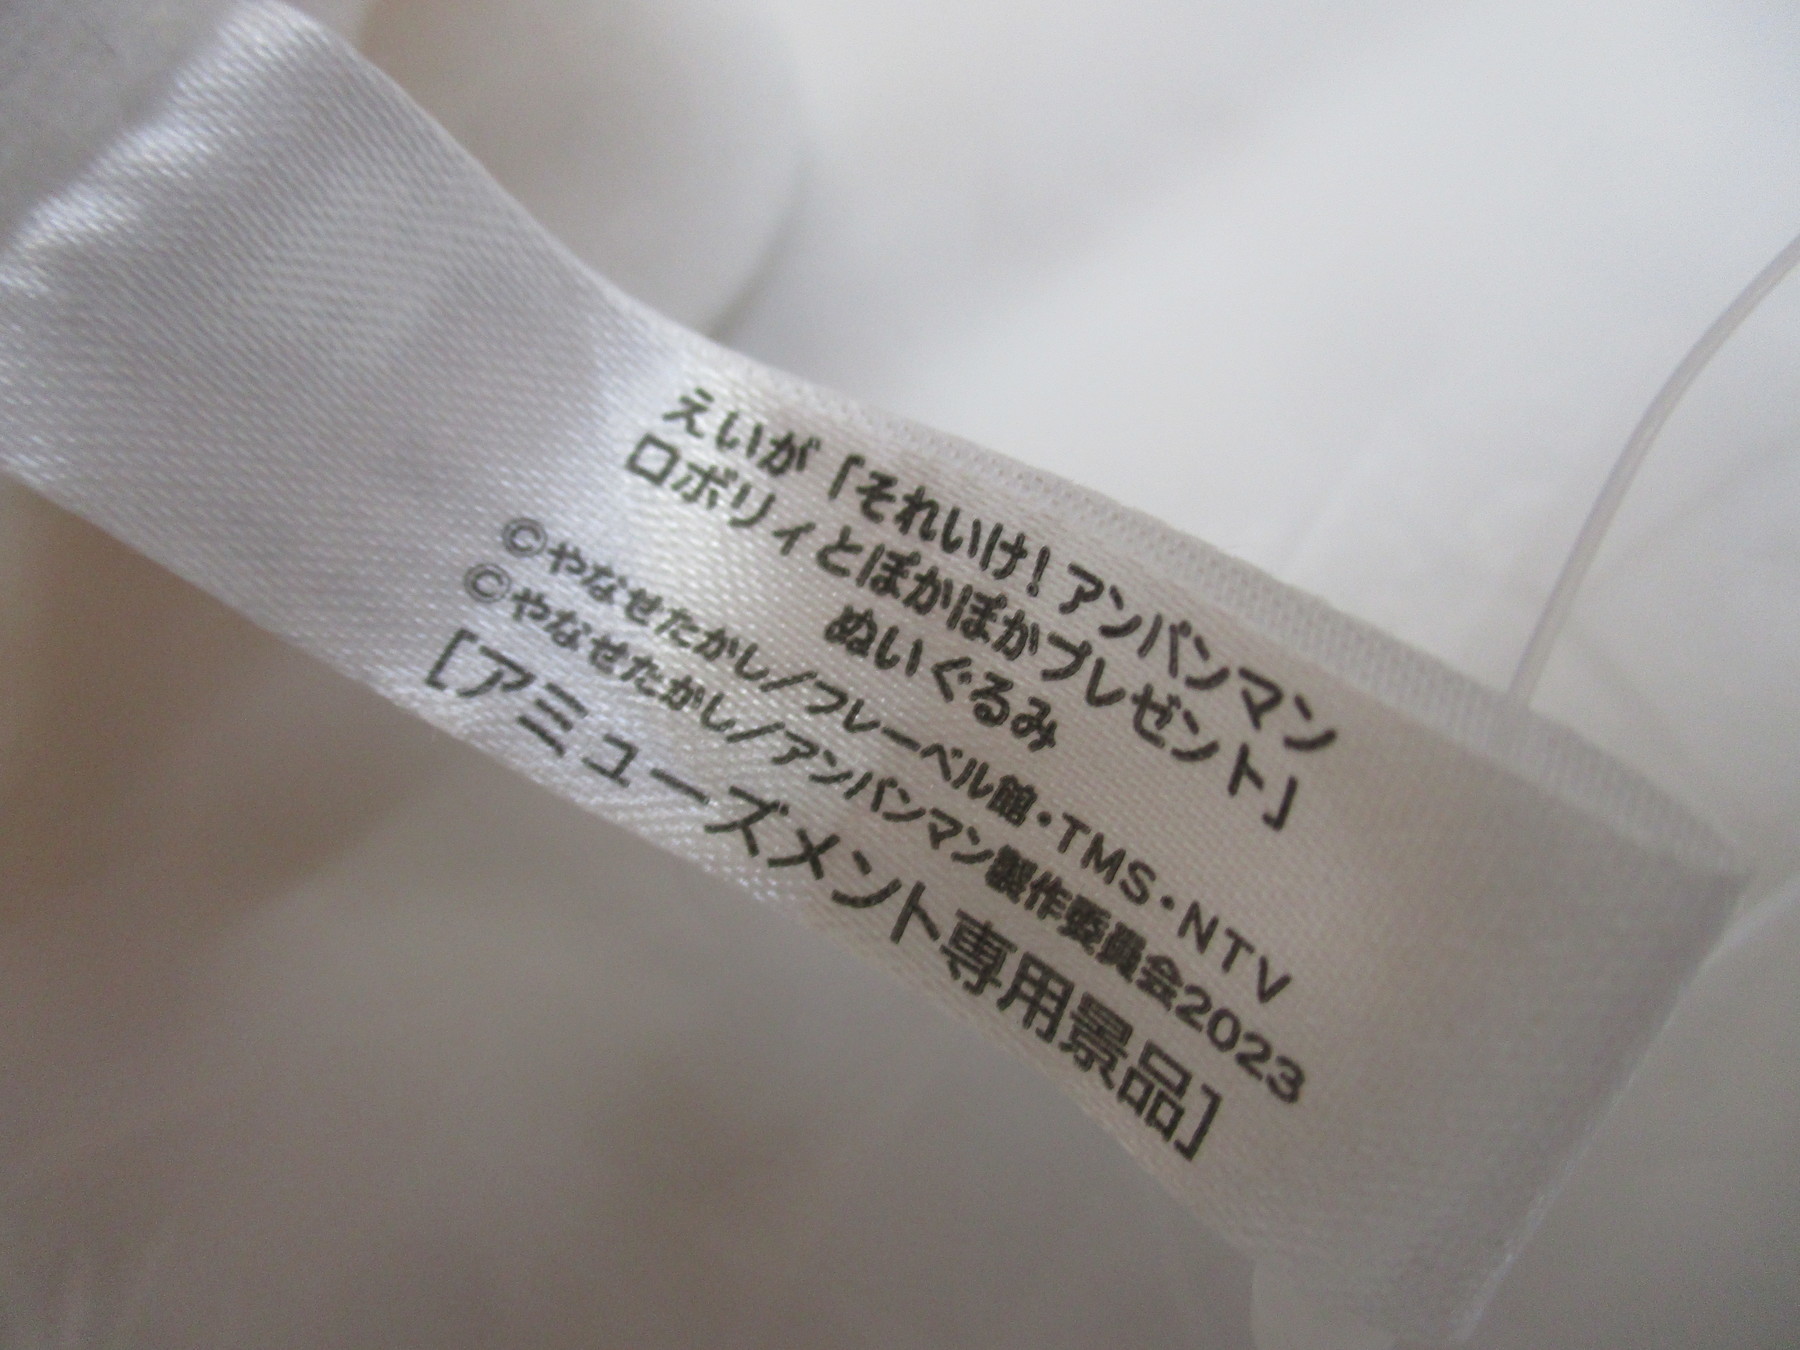 えいが「それいけ！アンパンマン
ロボリィとぽかぽかプレゼント」
ぬいぐるみ
©やなせたかし/フレーベル館・TMS・NTV
©やなせたかし/アンパンマン製作委員会2023
[アミューズメント専用景品]